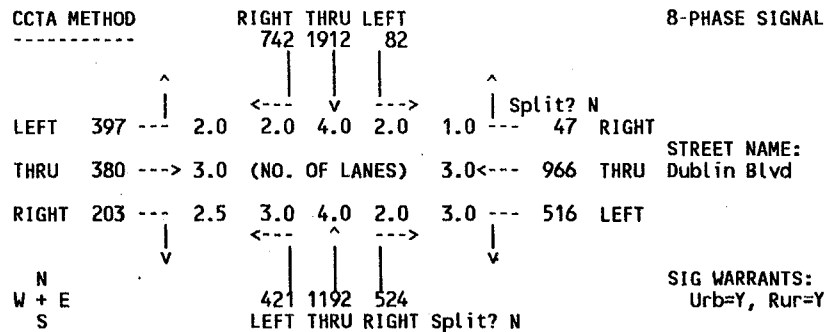 CCTA METHOD RIGHT THRU LEFT 8-PHASE SIGNAL
----------- 742 1912 82
^ ^
<--- v ---> Split? N
LEFT 397 --- 2.0 2.0 4.0 2.0 1.0 --- 47 RIGHT
STREET NAME:
THRU 380 ---> 3.0 (NO. OF LANES) 3.0<--- 966 THRU Dublin Blvd
RIGHT 203 --- 2.5 3.0 4.0 2.0 3.0 --- 516 LEFT
<--- ^ --->
v v
N SIG WARRANTS:
W + E 421 1192 524 Urb=Y, Rur=Y
S LEFT THRU RIGHT Split? N